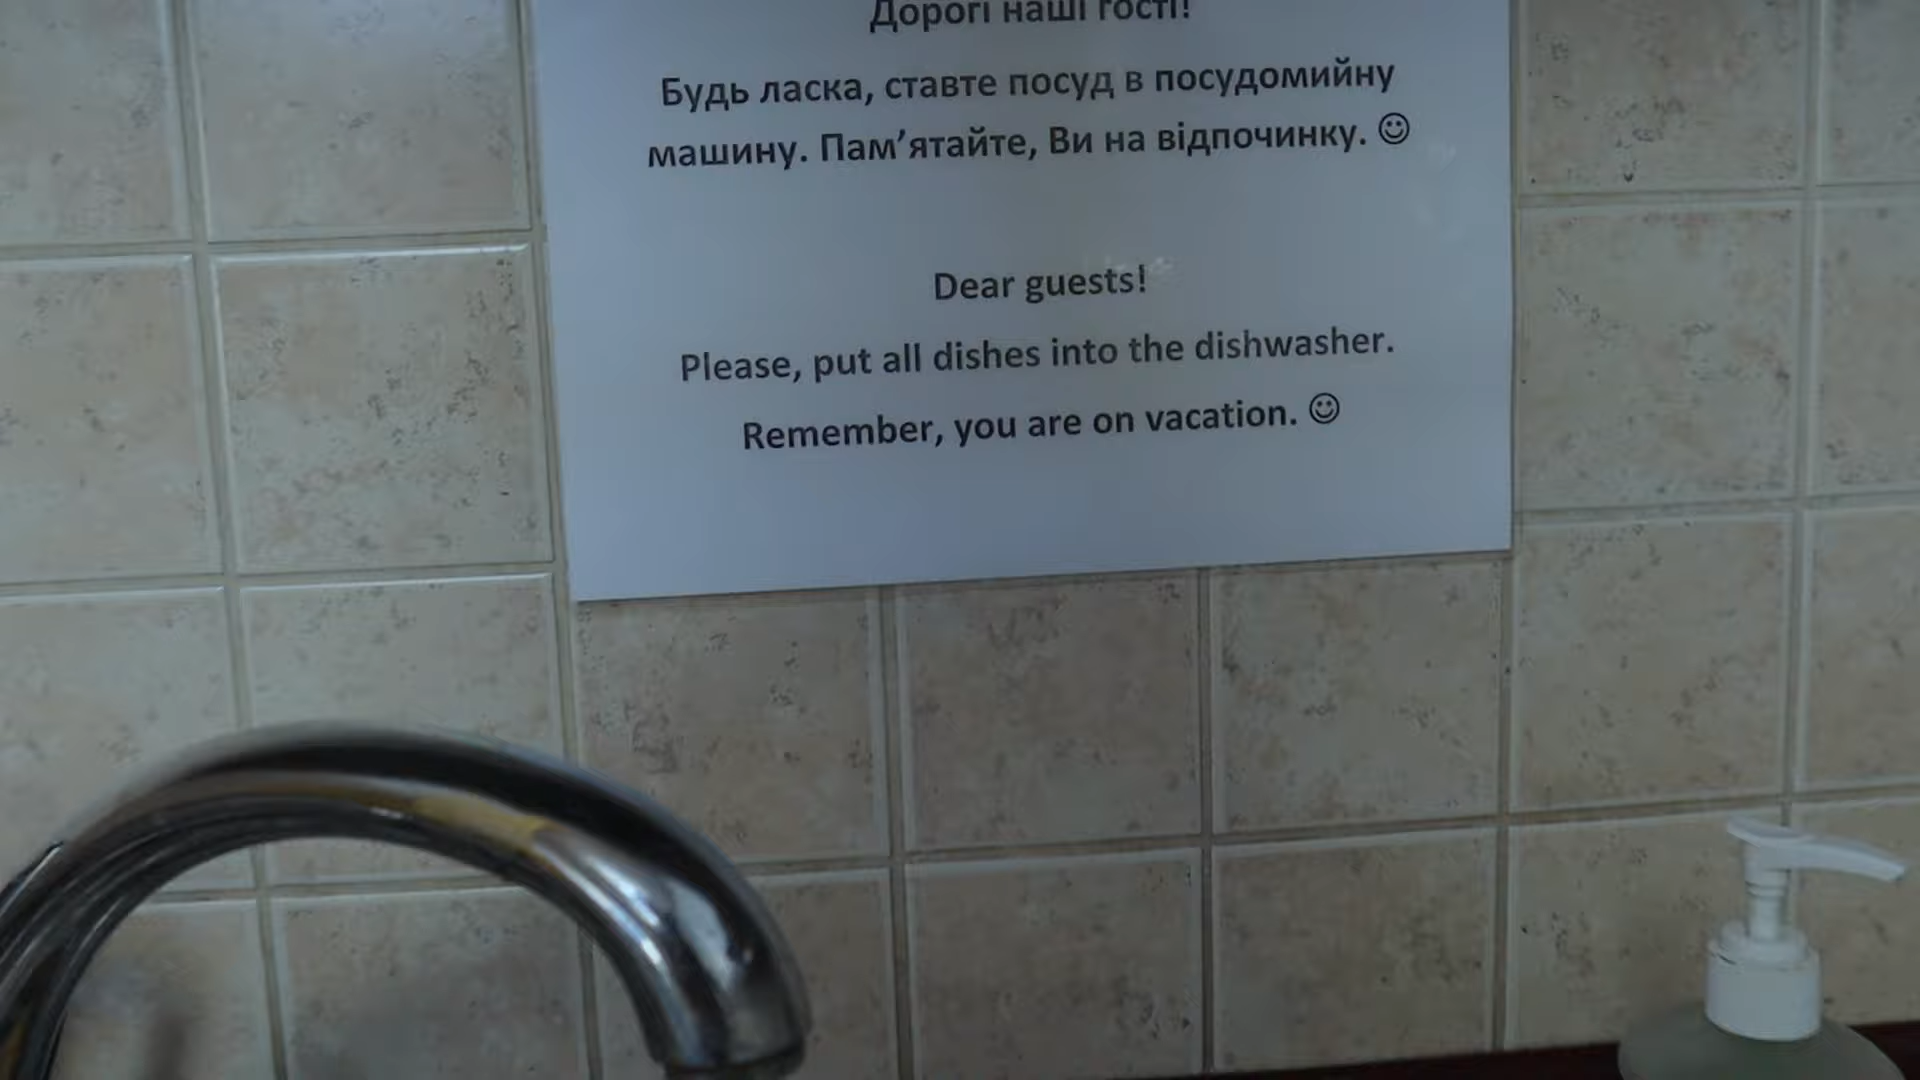 Дорогі наші гості!
Будь ласка, ставте посуд в посудомийну
машину. Пам’ятайте, Ви на відпочинку. ☺
Dear guests!
Please, put all dishes into the dishwasher.
Remember, you are on vacation. ☺